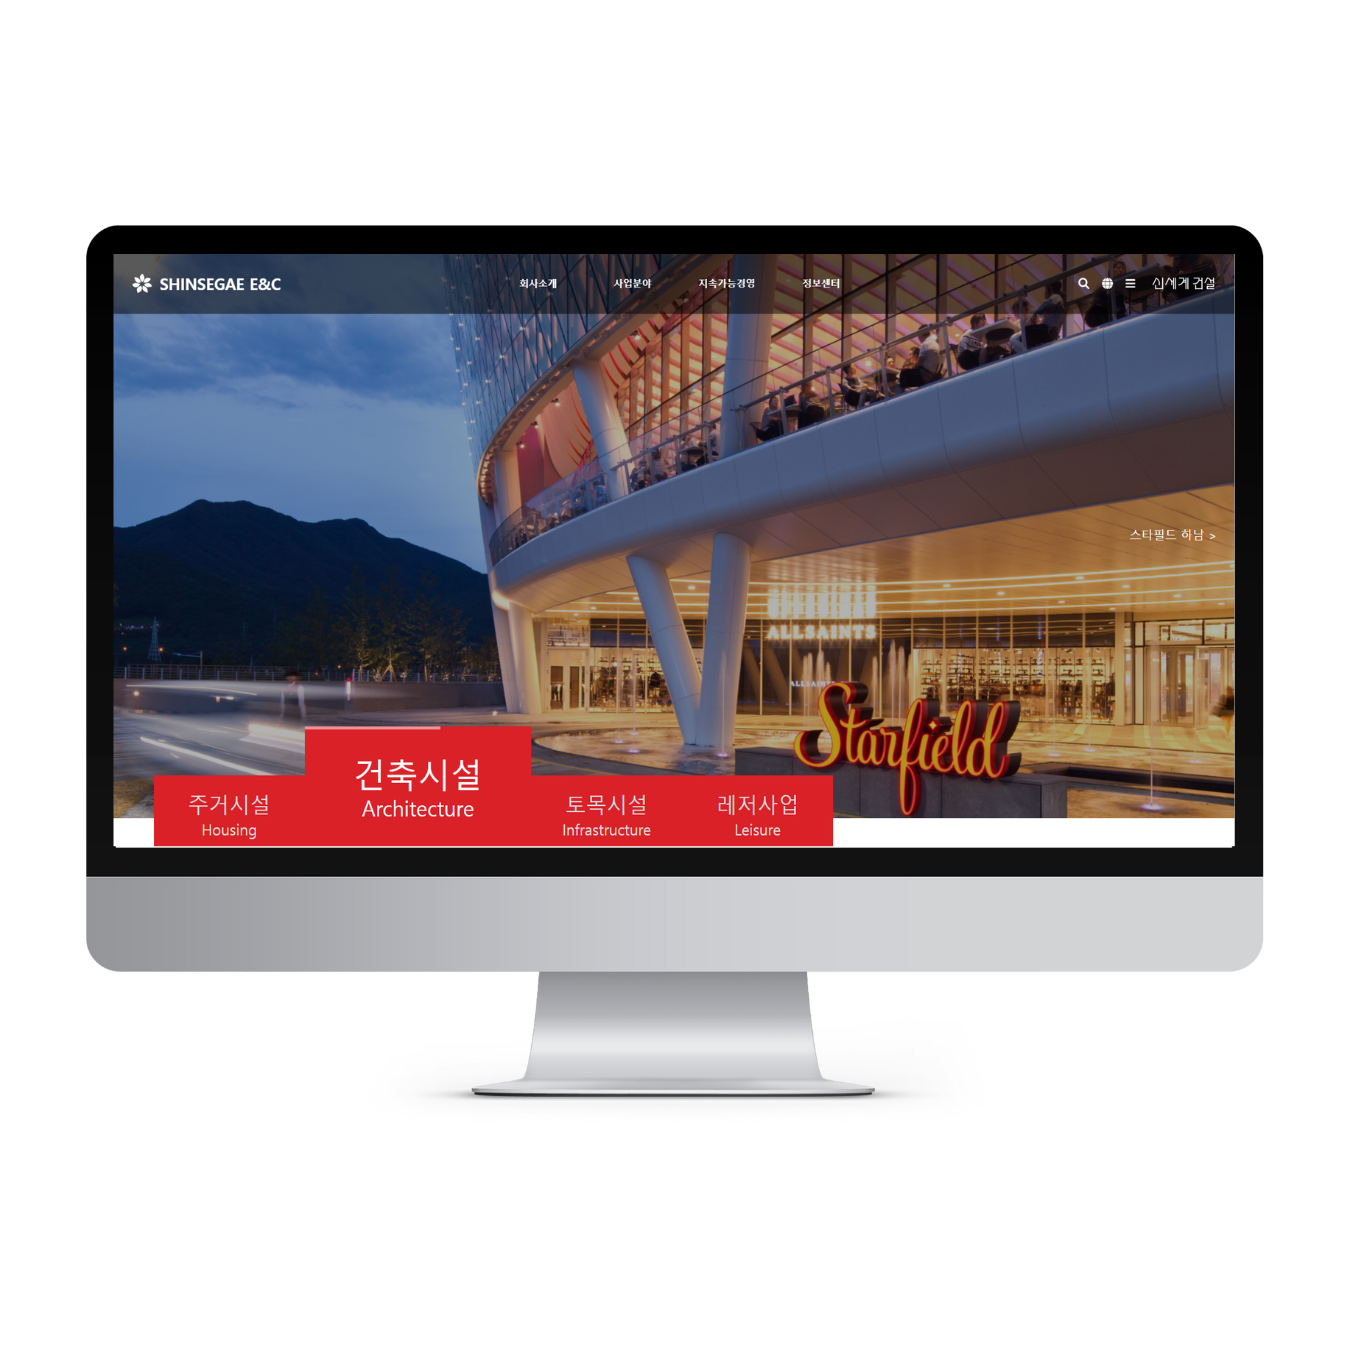 SHINSEGAE E&C
회사소개
사업분야
지속가능경영
정보센터
신세계 건설
스타필드 하남 >
ALLSAINTS
ALLSAINTS
Starfield
건축시설
Architecture
주거시설
Housing
토목시설
Infrastructure
레저사업
Leisure